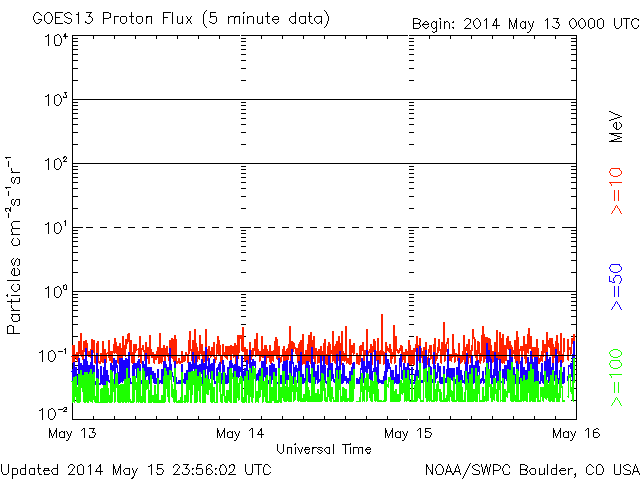 GOES13 Proton Flux (5 minute data)
Begin: 2014 May 13 0000 UTC
Particles cm⁻²s⁻¹sr⁻¹
10⁴
10³
10²
10¹
10⁰
10⁻¹
10⁻²
MeV
>=10
>=50
>=100
May 13
May 14
May 15
May 16
Universal Time
Updated 2014 May 15 23:56:02 UTC
NOAA/SWPC Boulder, CO USA